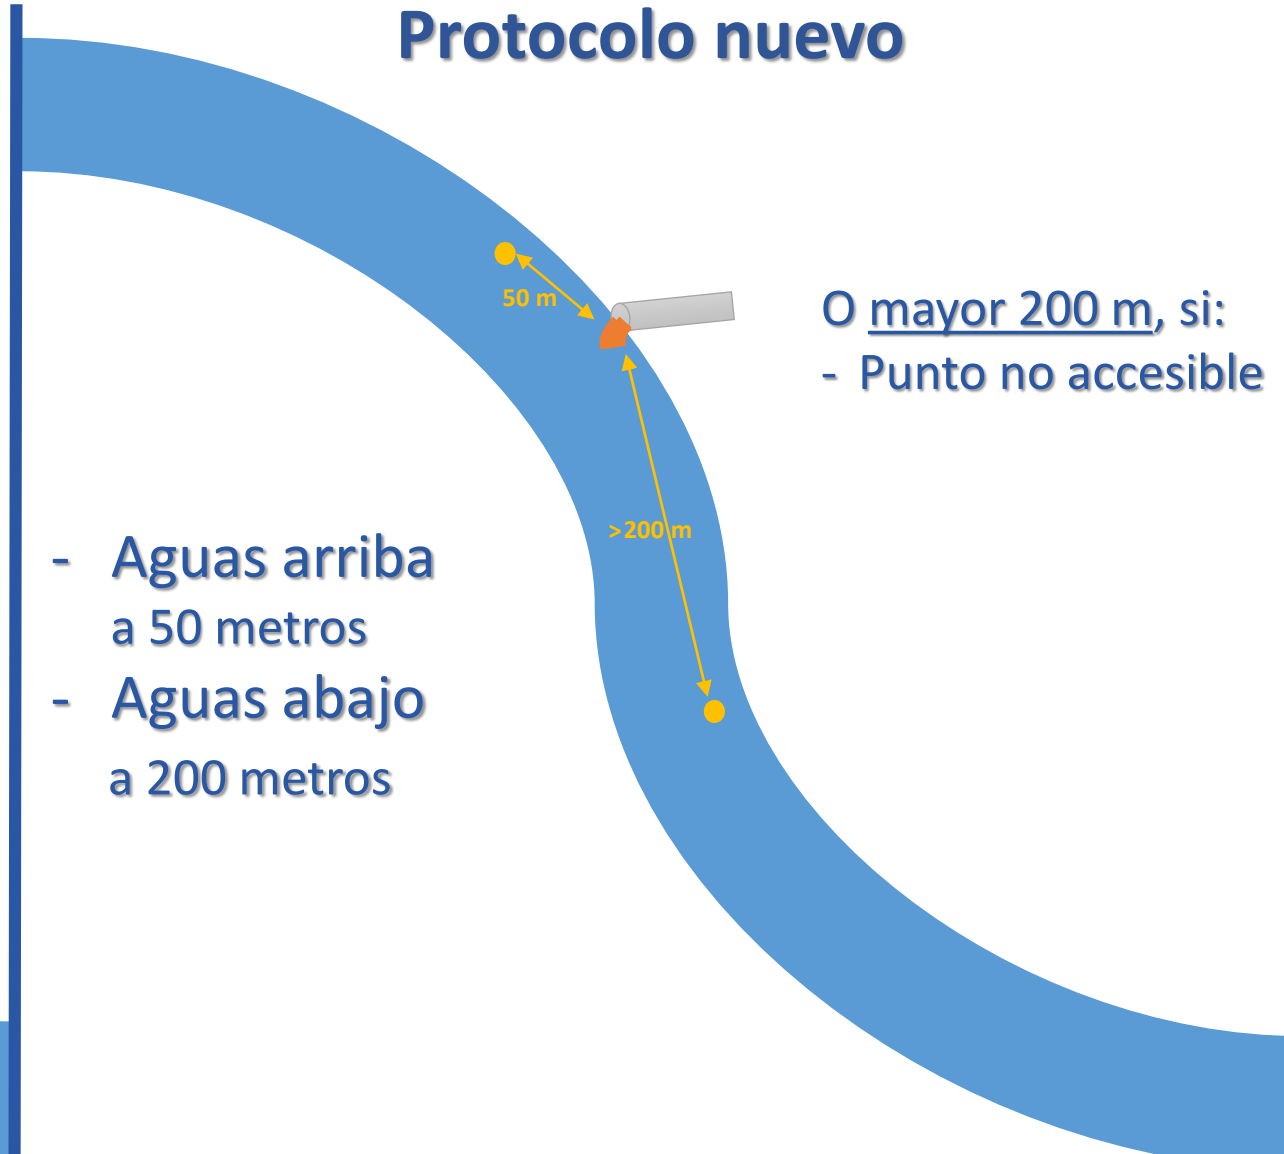 Protocolo nuevo
50 m
O mayor 200 m, si:
- Punto no accesible
>200 m
- Aguas arriba
a 50 metros
- Aguas abajo
a 200 metros